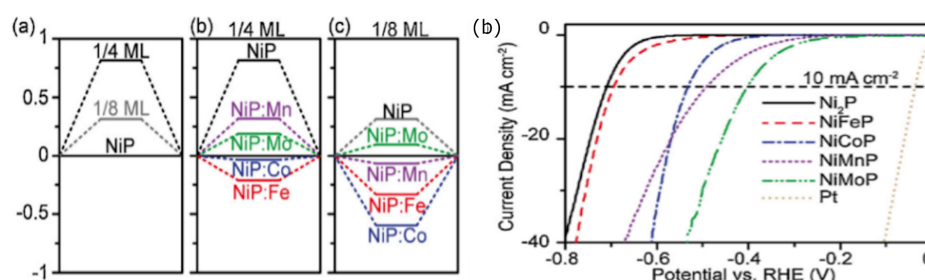 (a)
(b)
(c)
(b)
1
0.5
0
-0.5
-1
1/4 ML
1/8 ML
NiP
1/4 ML
NiP
NiP:Mn
NiP:Mo
NiP:Co
NiP:Fe
1/8 ML
NiP
NiP:Mo
NiP:Mn
NiP:Fe
NiP:Co
Current Density (mA cm⁻²)
0
-20
-40
10 mA cm⁻²
Ni₂P
NiFeP
NiCoP
NiMnP
NiMoP
Pt
-0.8
-0.6
-0.4
-0.2
0
Potential vs. RHE (V)